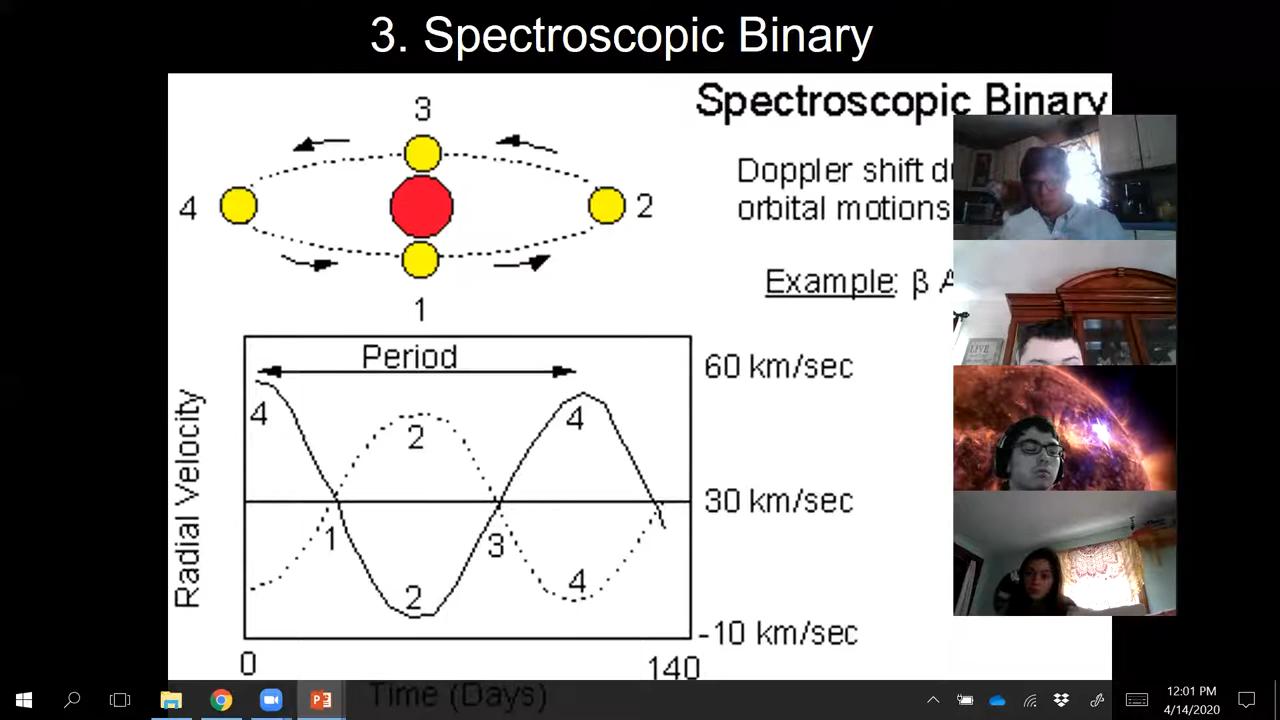 3. Spectroscopic Binary
Spectroscopic Binary
3
Doppler shift
orbital motions
4
2
Example: β
1
Period
60 km/sec
4
2
4
Radial Velocity
30 km/sec
1
3
4
2
-10 km/sec
0
140
Time (Days)
LIVE
12:01 PM
4/14/2020